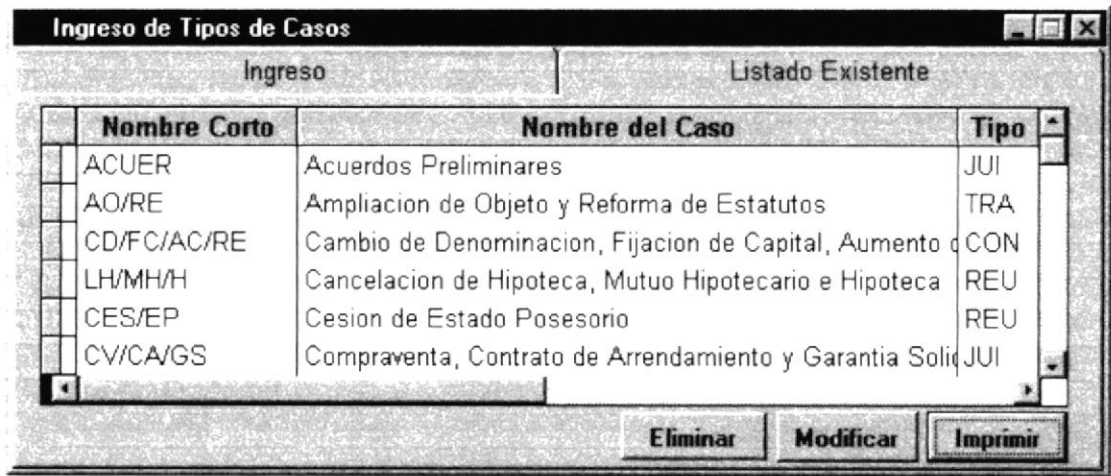 Ingreso de Tipos de Casos
Ingreso Listado Existente
Nombre Corto Nombre del Caso Tipo
ACUER Acuerdos Preliminares JUI
AO/RE Ampliacion de Objeto y Reforma de Estatutos TRA
CD/FC/AC/RE Cambio de Denominacion, Fijacion de Capital, Aumento CON
LH/MH/H Cancelacion de Hipoteca, Mutuo Hipotecario e Hipoteca REU
CES/EP Cesion de Estado Posesorio REU
CV/CA/GS Compraventa, Contrato de Arrendamiento y Garantia JUI
Eliminar Modificar Imprimir